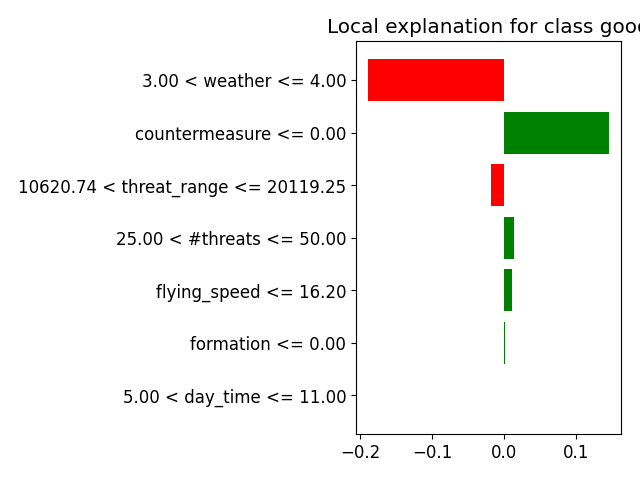 Local explanation for class good
3.00 < weather <= 4.00
countermeasure <= 0.00
10620.74 < threat_range <= 20119.25
25.00 < #threats <= 50.00
flying_speed <= 16.20
formation <= 0.00
5.00 < day_time <= 11.00
−0.2 −0.1 0.0 0.1